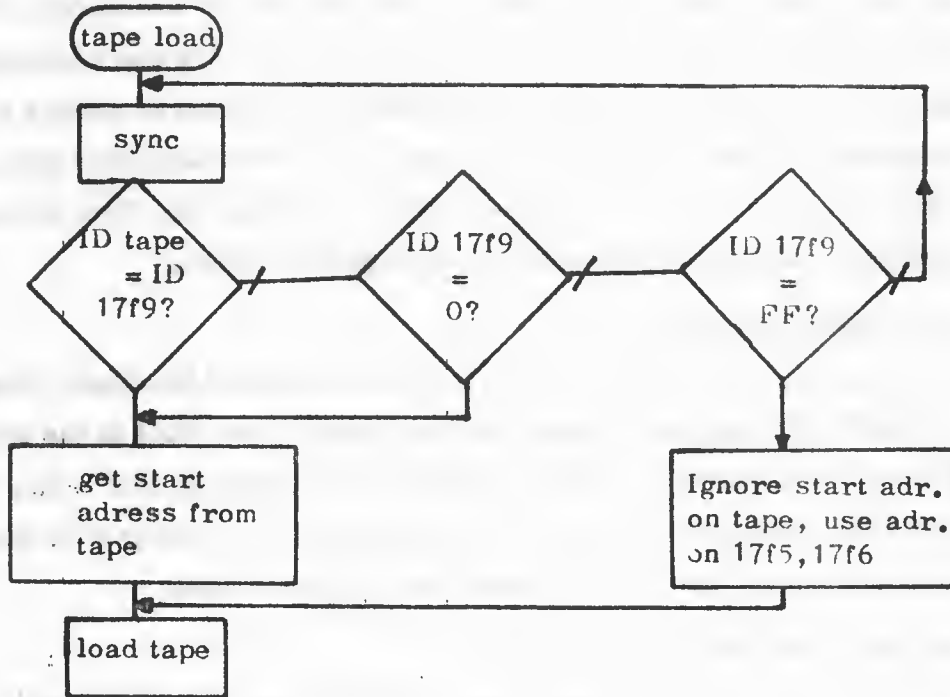 tape load
sync
ID tape
= ID
17f9?
ID 17f9
=
0?
ID 17f9
=
FF?
get start
adress from
tape
Ignore start adr.
on tape, use adr.
on 17f5, 17f6
load tape